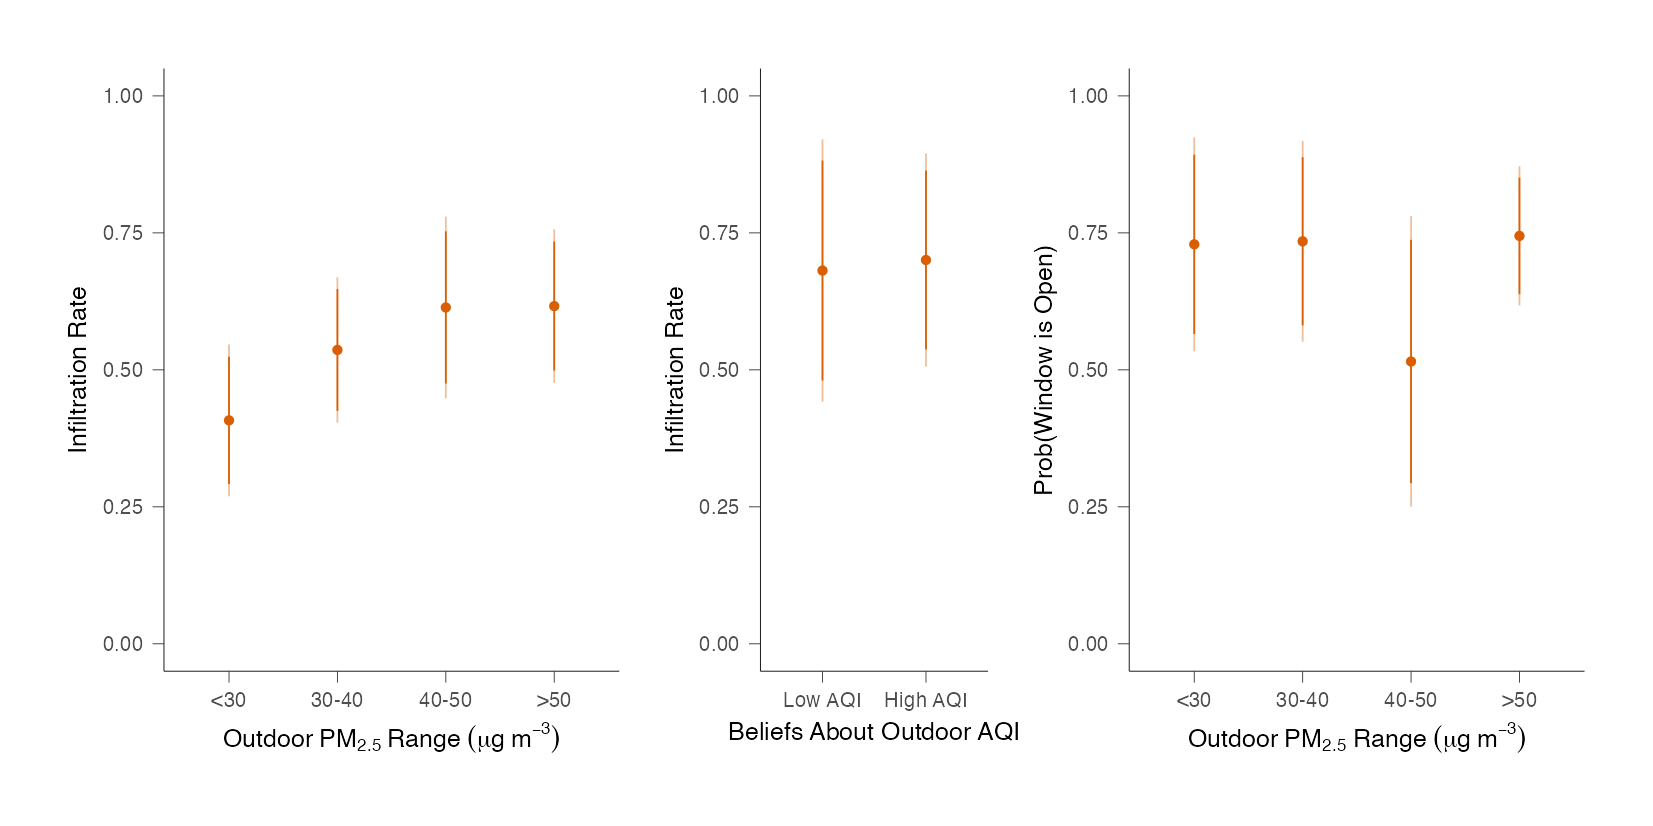 1.00
0.75
0.50
0.25
0.00
Infiltration Rate
<30
30-40
40-50
>50
Outdoor PM2.5 Range (μg m−3)
1.00
0.75
0.50
0.25
0.00
Infiltration Rate
Low AQI
High AQI
Beliefs About Outdoor AQI
1.00
0.75
0.50
0.25
0.00
Prob(Window is Open)
<30
30-40
40-50
>50
Outdoor PM2.5 Range (μg m−3)